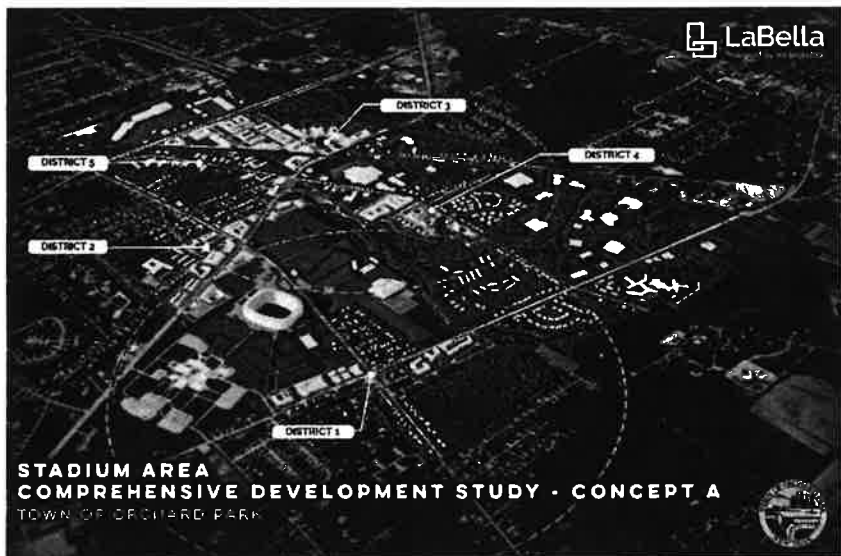 LaBella
DISTRICT 3
DISTRICT 5
DISTRICT 4
DISTRICT 2
DISTRICT 1
STADIUM AREA
COMPREHENSIVE DEVELOPMENT STUDY - CONCEPT A
TOWN OF ORCHARD PARK